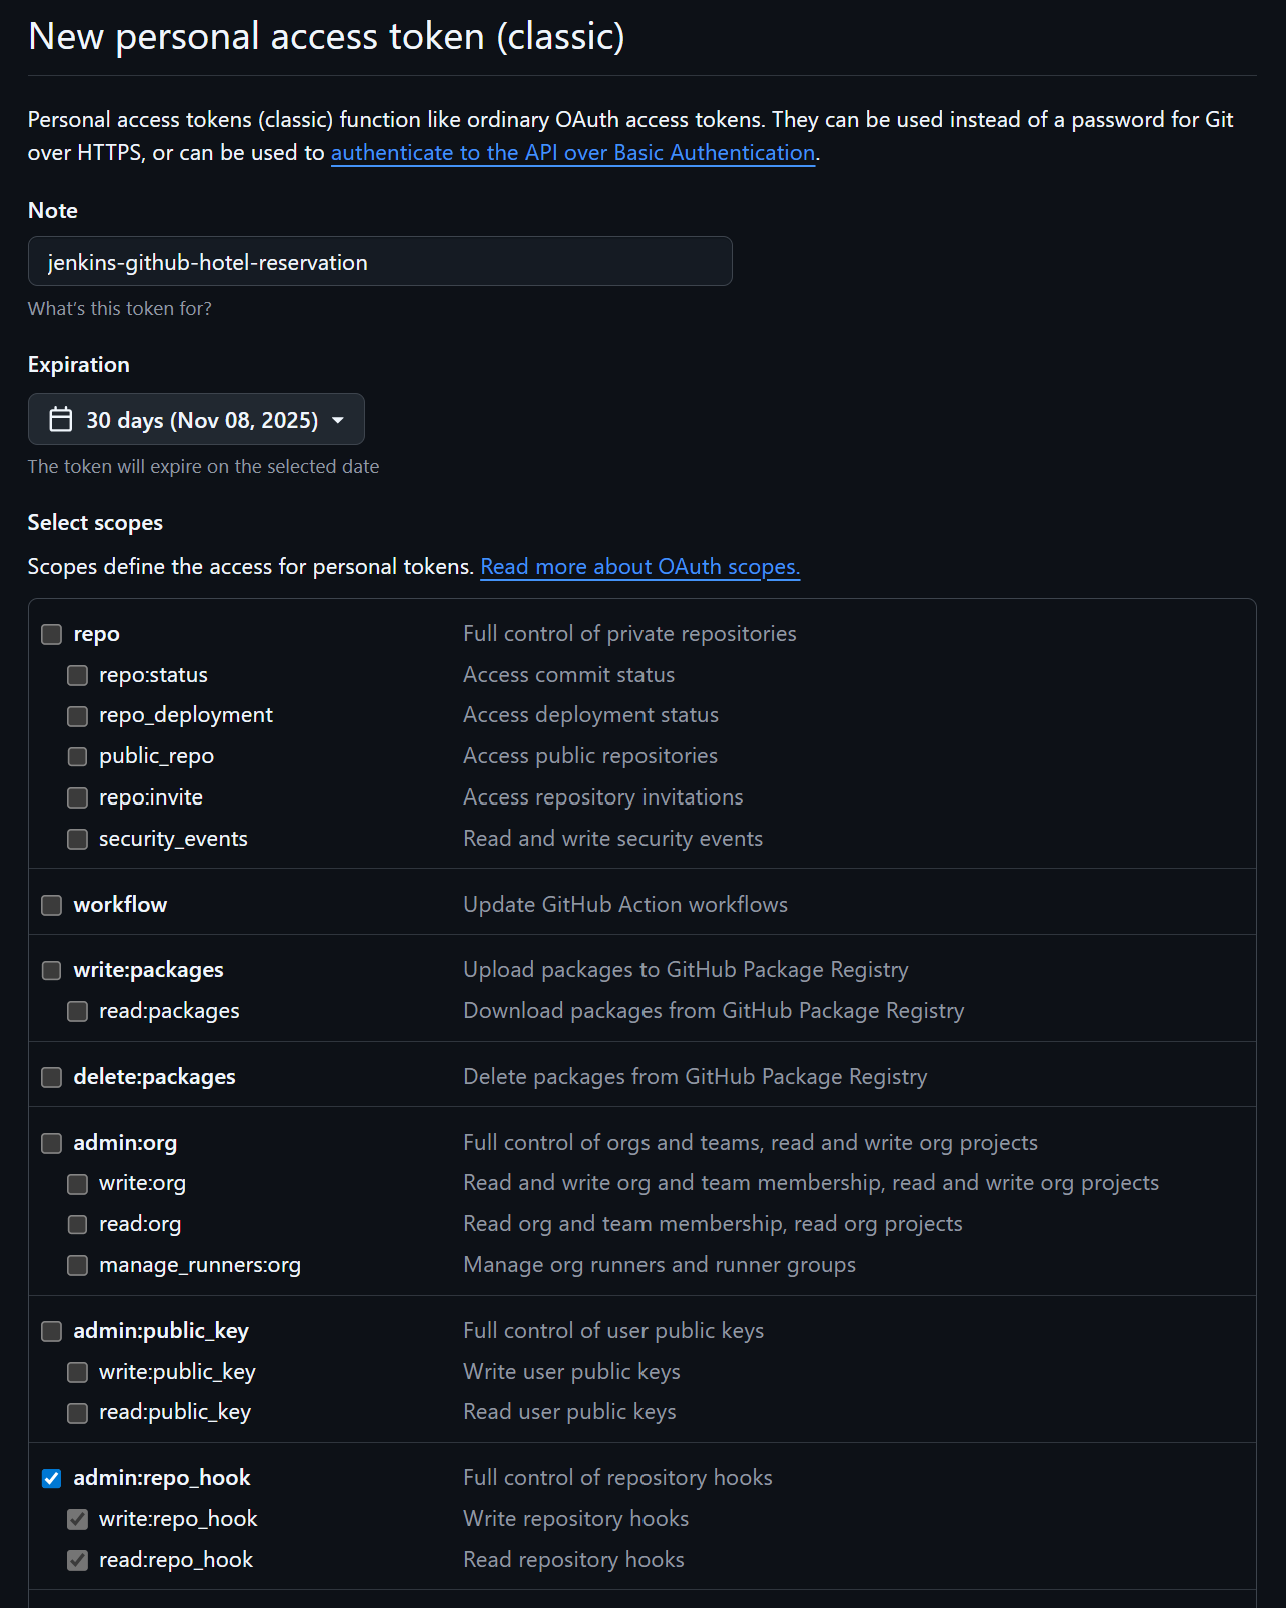 New personal access token (classic)
Personal access tokens (classic) function like ordinary OAuth access tokens. They can be used instead of a password for Git
over HTTPS, or can be used to authenticate to the API over Basic Authentication.
Note
jenkins-github-hotel-reservation
What's this token for?
Expiration
30 days (Nov 08, 2025)
The token will expire on the selected date
Select scopes
Scopes define the access for personal tokens. Read more about OAuth scopes.
repo Full control of private repositories
repo:status Access commit status
repo_deployment Access deployment status
public_repo Access public repositories
repo:invite Access repository invitations
security_events Read and write security events
workflow Update GitHub Action workflows
write:packages Upload packages to GitHub Package Registry
read:packages Download packages from GitHub Package Registry
delete:packages Delete packages from GitHub Package Registry
admin:org Full control of orgs and teams, read and write org projects
write:org Read and write org and team membership, read and write org projects
read:org Read org and team membership, read org projects
manage_runners:org Manage org runners and runner groups
admin:public_key Full control of user public keys
write:public_key Write user public keys
read:public_key Read user public keys
admin:repo_hook Full control of repository hooks
write:repo_hook Write repository hooks
read:repo_hook Read repository hooks